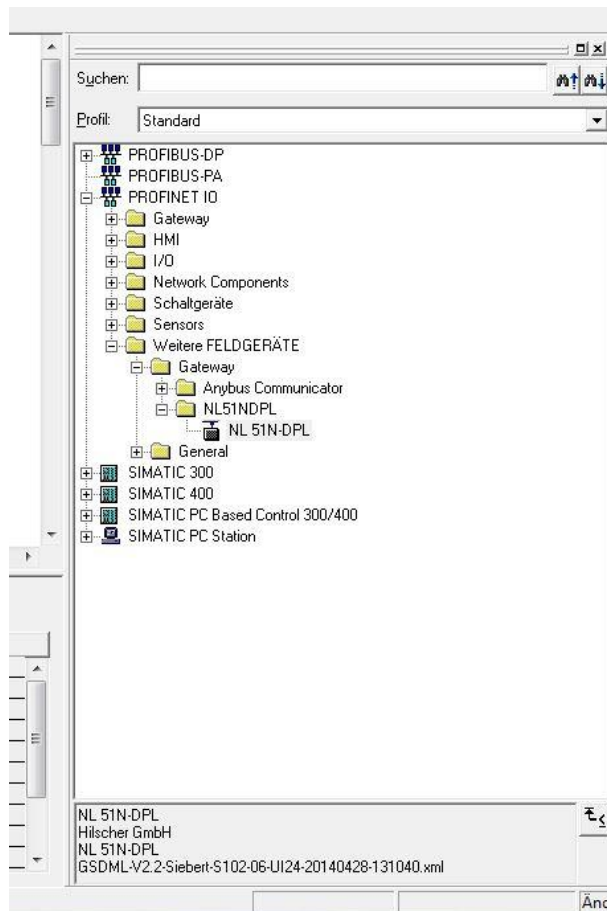 Suchen:
Profil: Standard
PROFIBUS-DP
PROFIBUS-PA
PROFINET IO
Gateway
HMI
I/O
Network Components
Schaltgeräte
Sensors
Weitere FELDGERÄTE
Gateway
Anybus Communicator
NL51NDPL
NL 51N-DPL
General
SIMATIC 300
SIMATIC 400
SIMATIC PC Based Control 300/400
SIMATIC PC Station
NL 51N-DPL
Hilscher GmbH
NL 51N-DPL
GSDML-V2.2-Siebert-S102-06-UI24-20140428-131040.xml
Änd